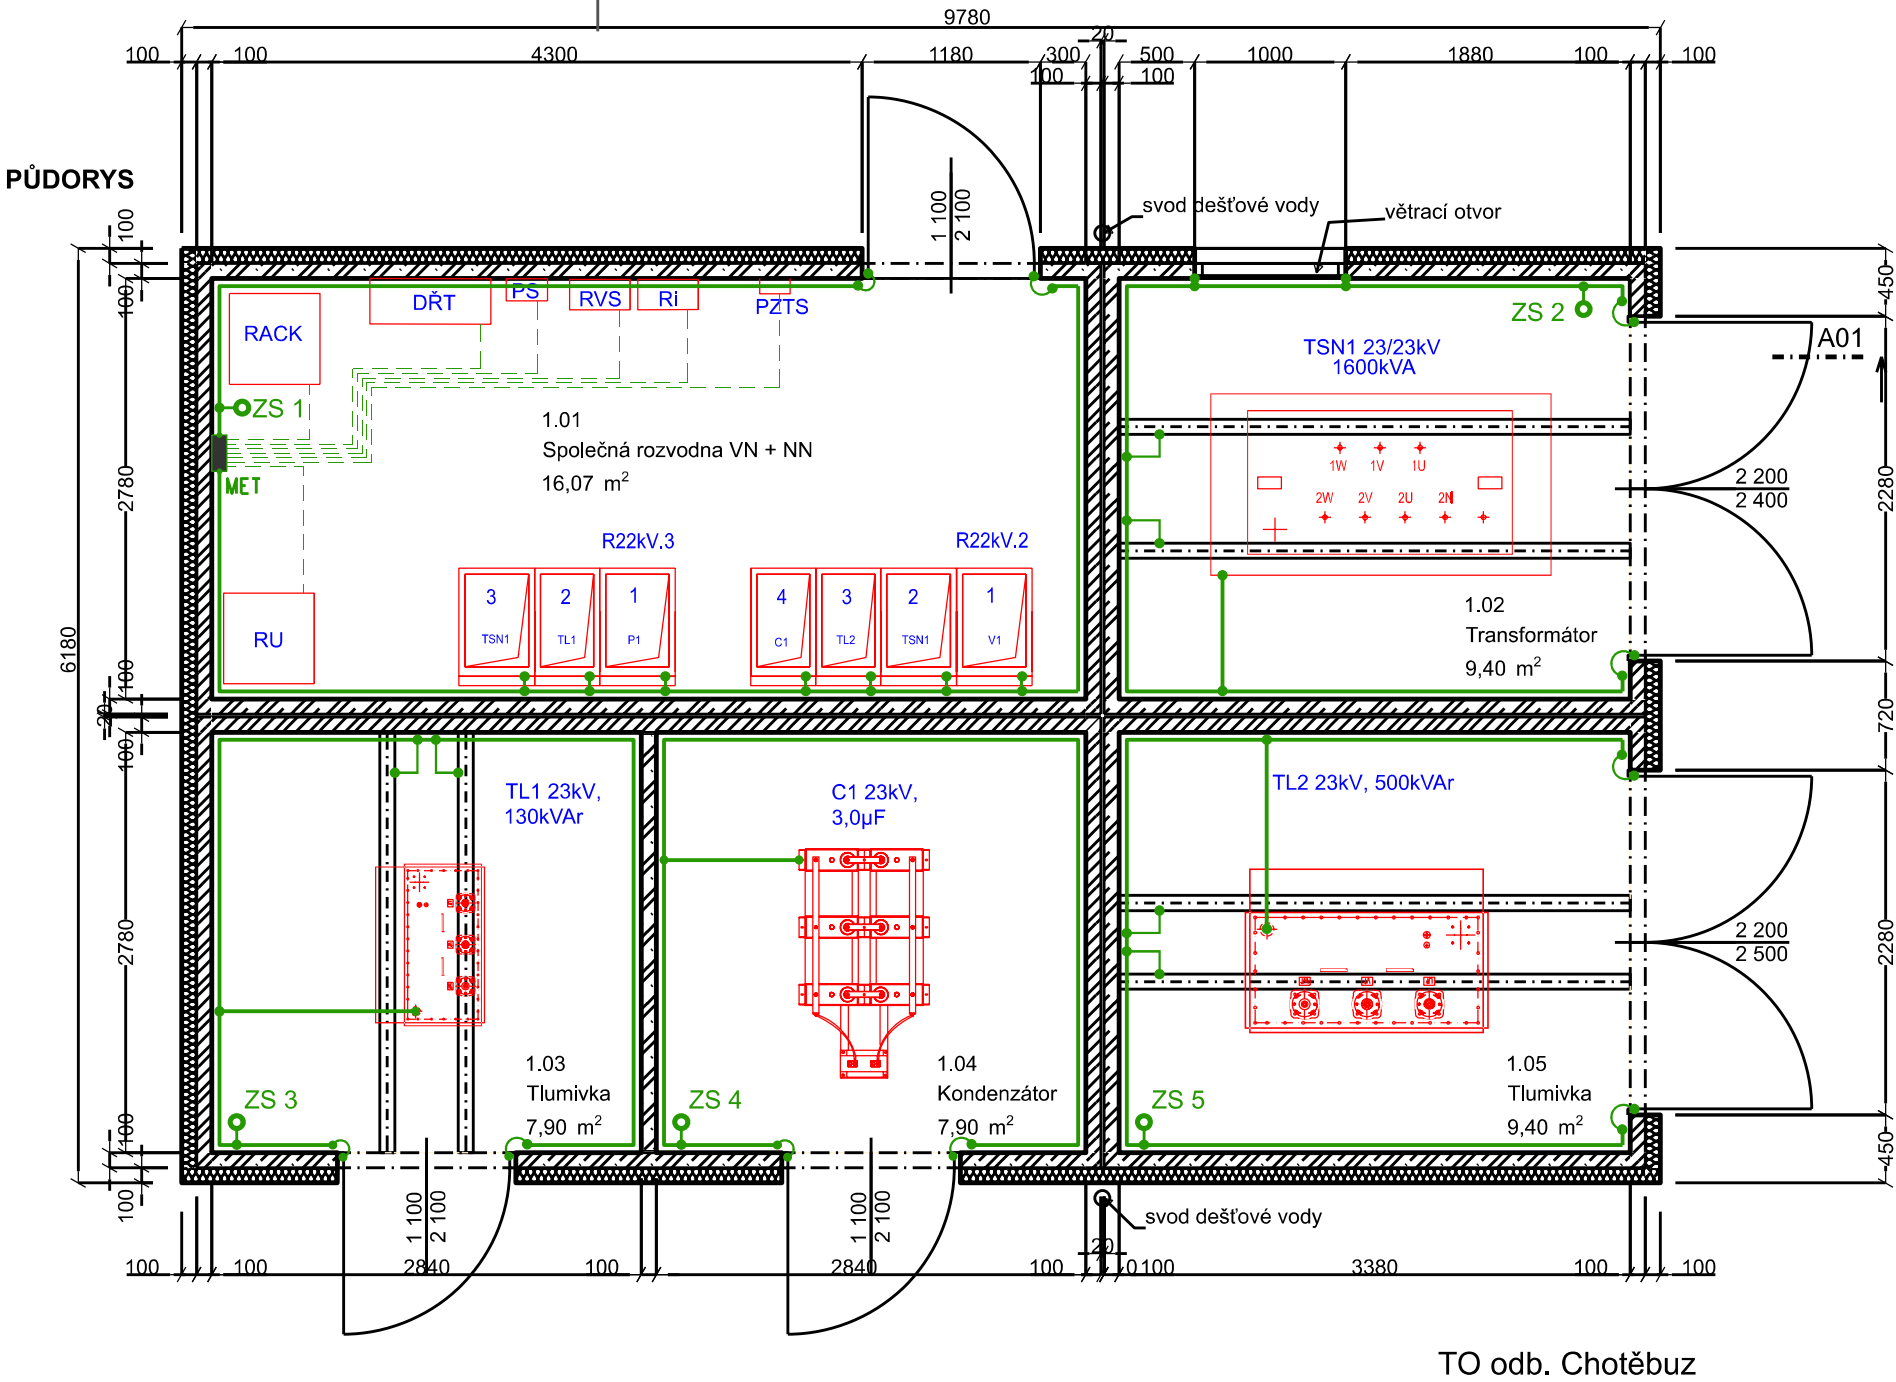 9780
20
100
100
4300
1180
300
500
1000
1880
100
100
100
100
PŮDORYS
1 100
2 100
svod dešťové vody
větrací otvor
100
100
450
DŘT
PS
RVS
Ri
PZTS
RACK
ZS 1
MET
ZS 2
TSN1 23/23kV
1600kVA
A01
1.01
Společná rozvodna VN + NN
16,07 m²
1W
1V
1U
2W
2V
2U
2N
2 200
2 400
2280
2780
R22kV.3
R22kV.2
3
TSN1
2
TL1
1
P1
4
C1
3
TL2
2
TSN1
1
V1
RU
1.02
Transformátor
9,40 m²
6180
100
20
100
720
TL1 23kV,
130kVAr
C1 23kV,
3,0µF
TL2 23kV, 500kVAr
2 200
2 500
2280
2780
1.03
Tlumivka
7,90 m²
1.04
Kondenzátor
7,90 m²
1.05
Tlumivka
9,40 m²
ZS 3
ZS 4
ZS 5
100
100
450
1 100
2 100
1 100
2 100
svod dešťové vody
20
100
100
2840
100
2840
100
100
3380
100
100
TO odb. Chotěbuz